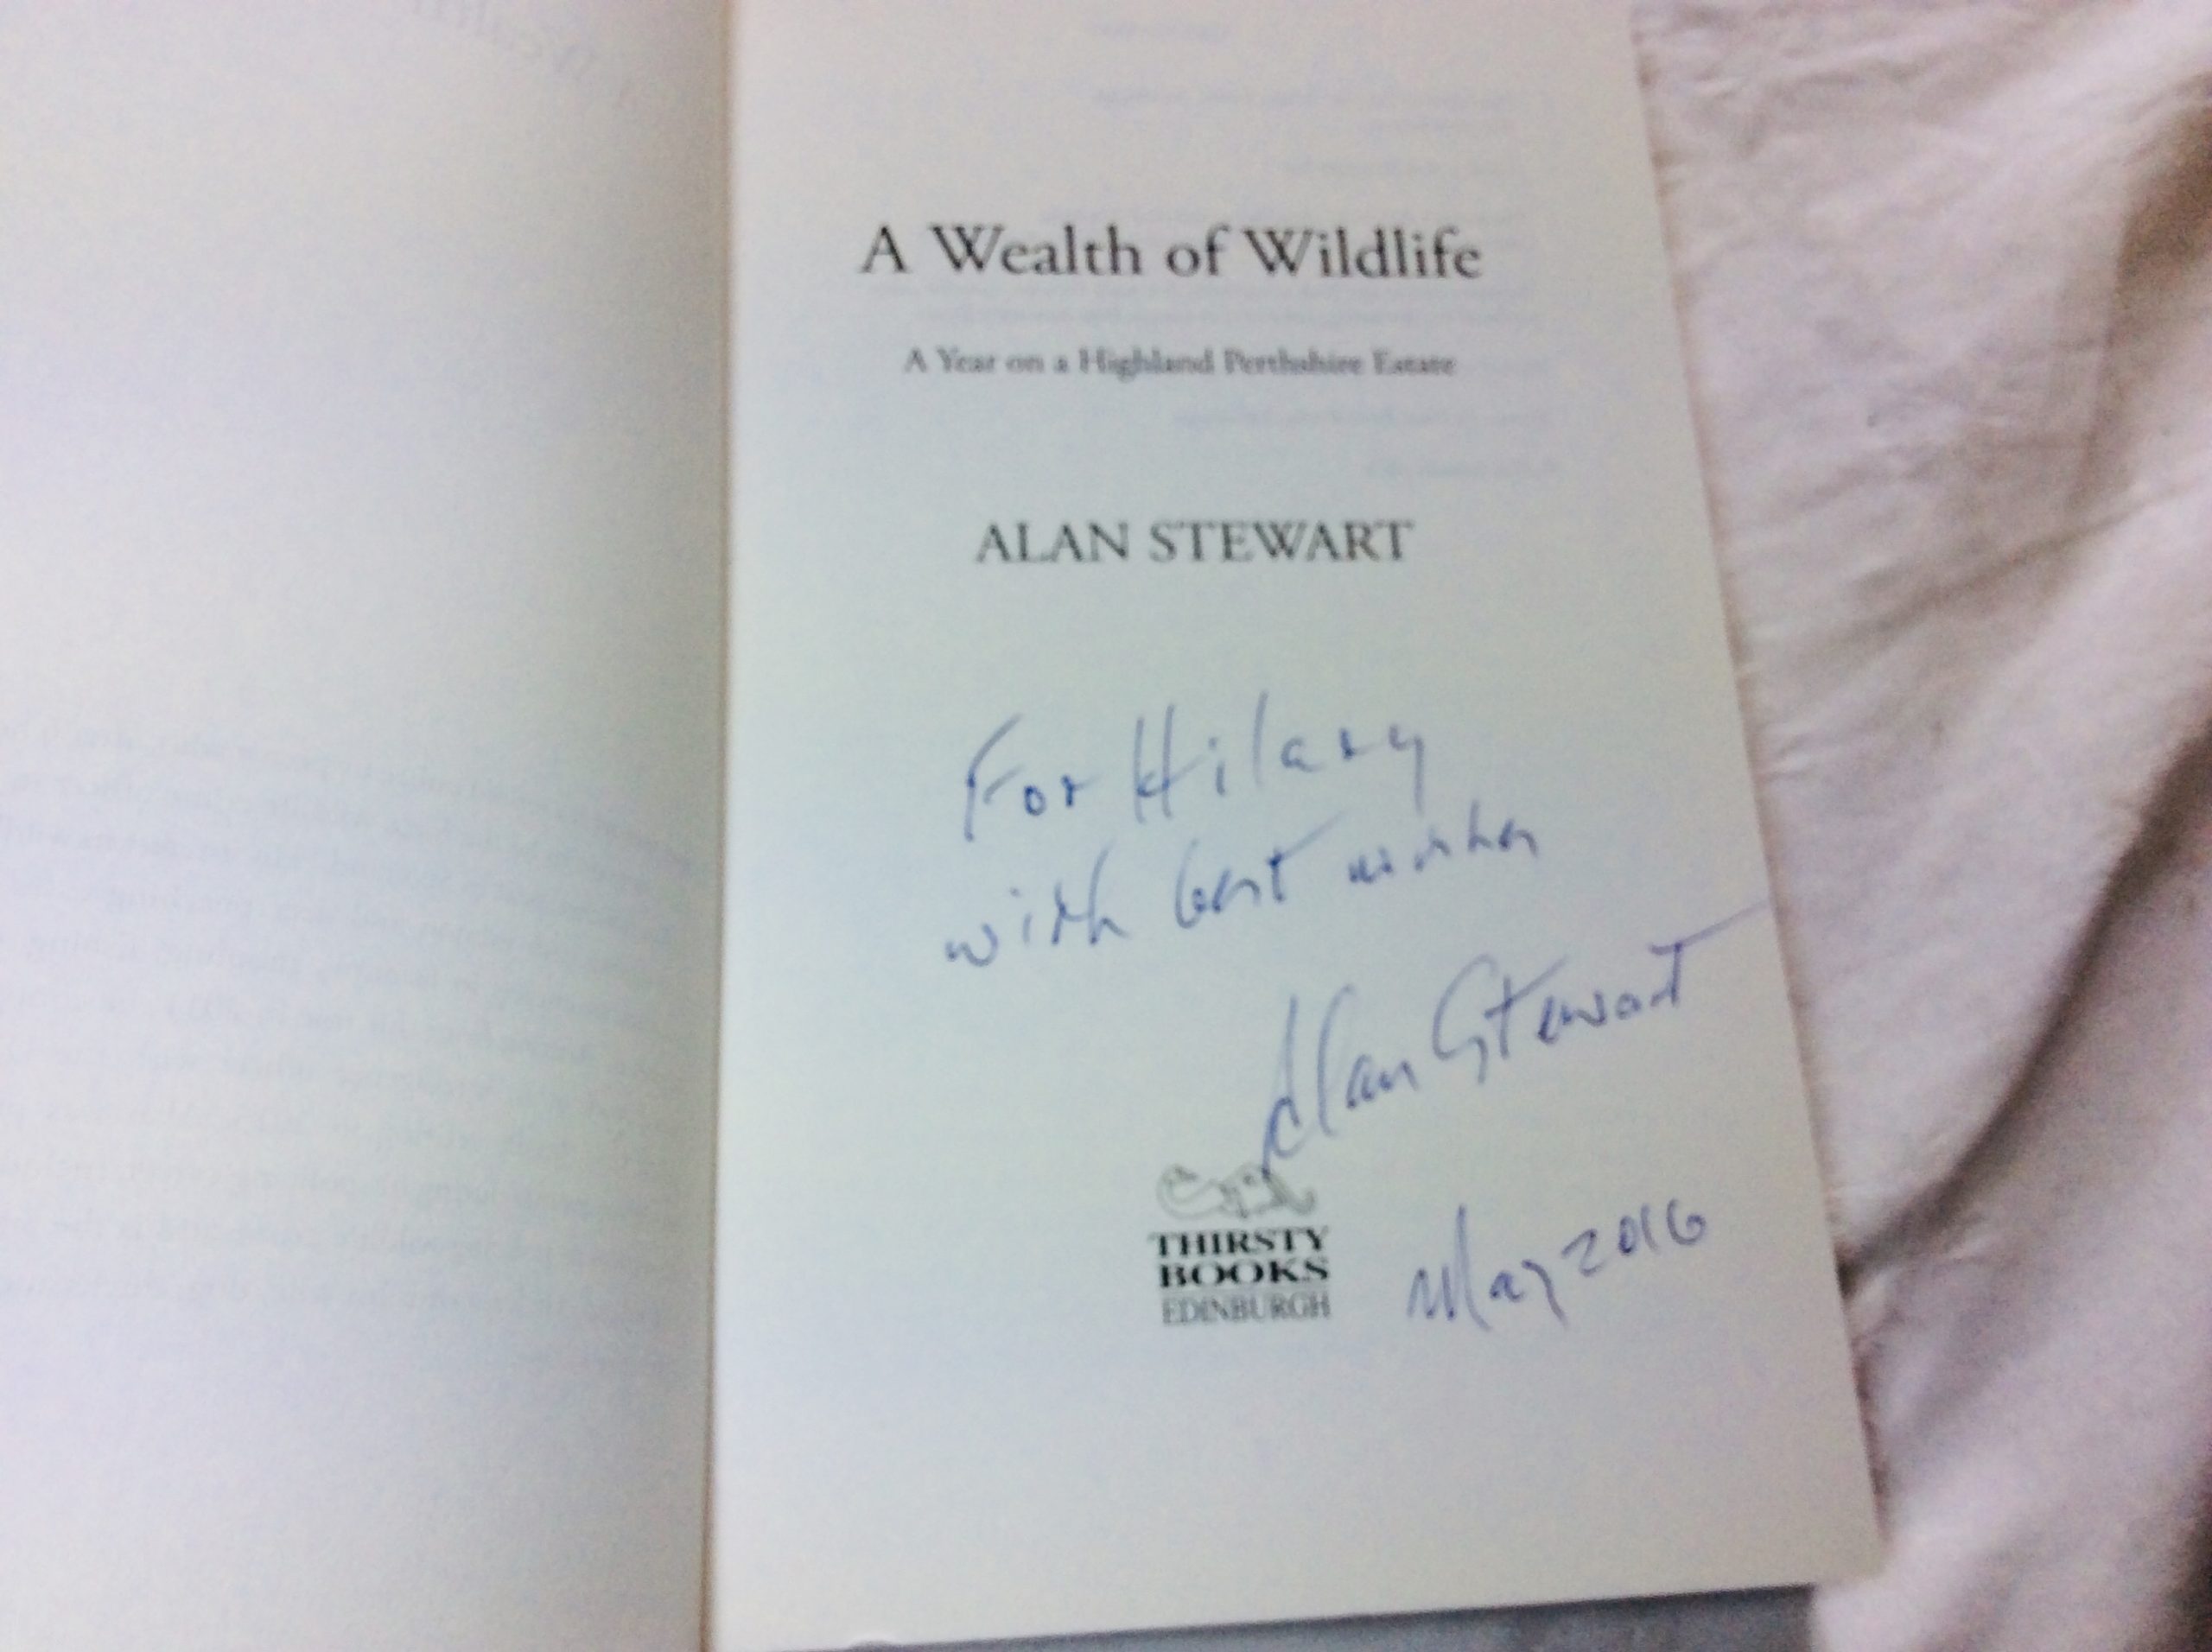 A Wealth of Wildlife
A Year on a Highland Perthshire Estate
ALAN STEWART
For Hilary
with best wishes
Alan Stewart
THIRSTY
BOOKS
EDINBURGH
May 2016